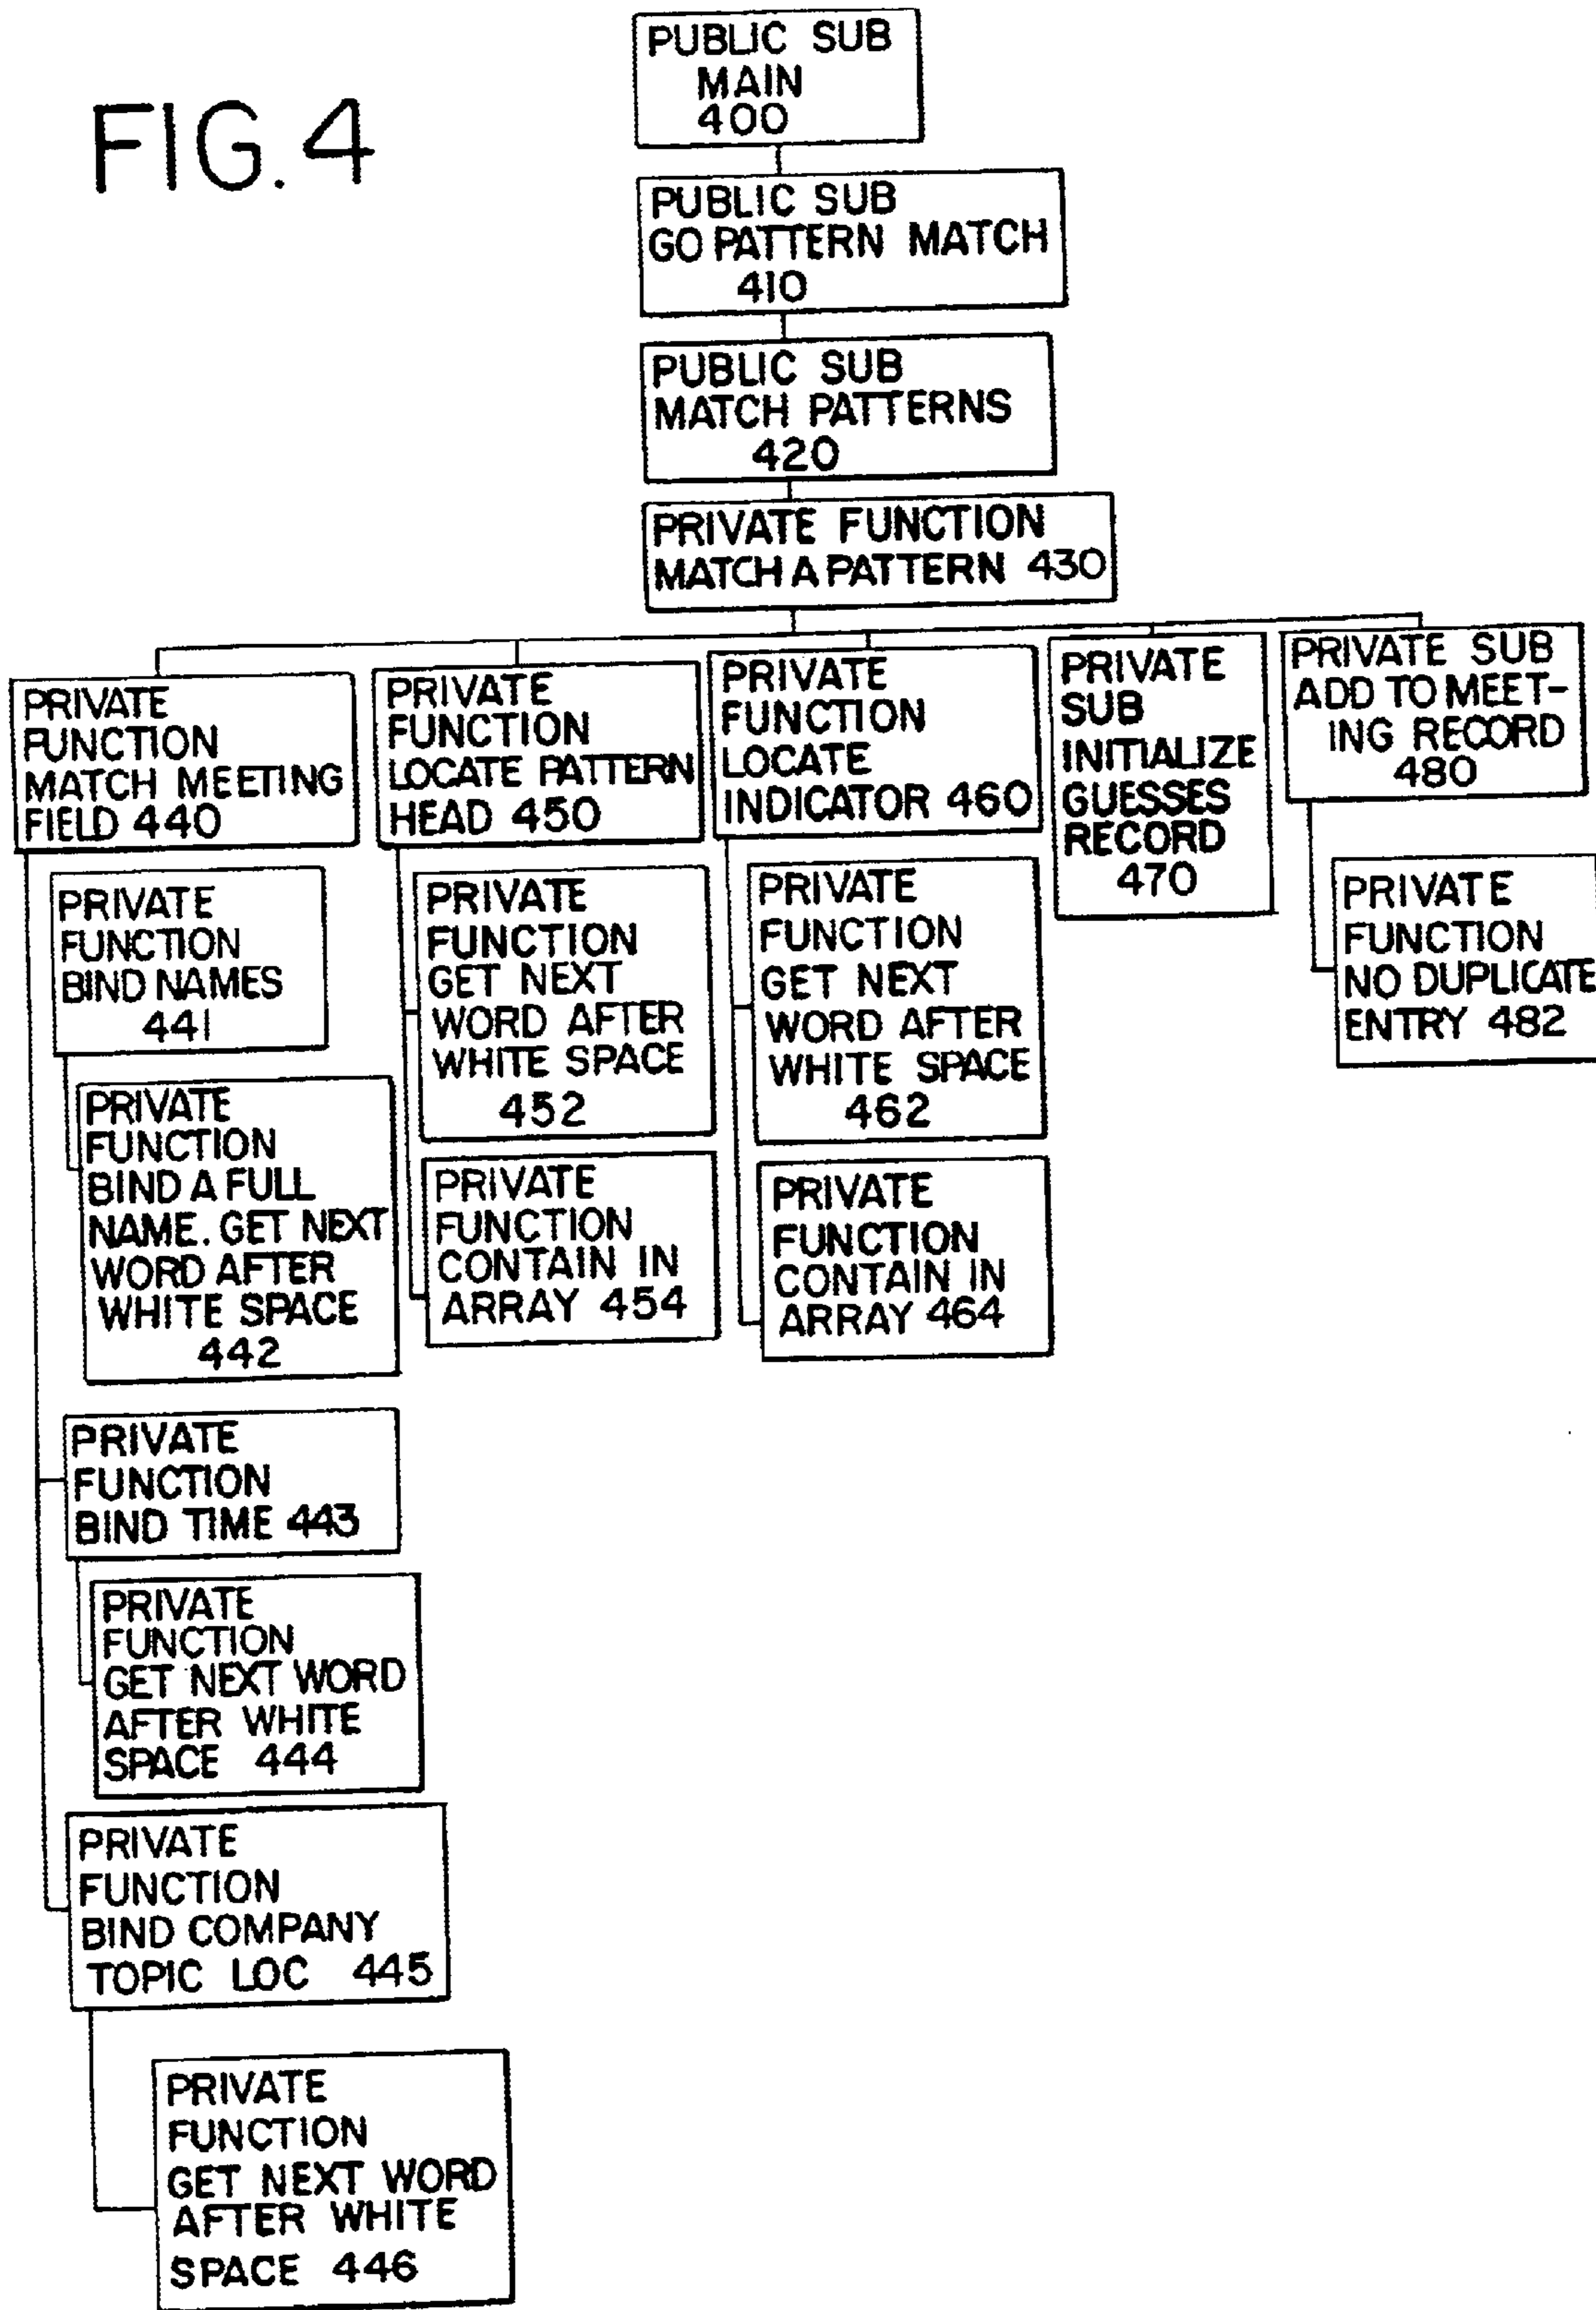 FIG. 4
PUBLIC SUB
MAIN
400
PUBLIC SUB
GO PATTERN MATCH
410
PUBLIC SUB
MATCH PATTERNS
420
PRIVATE FUNCTION
MATCH A PATTERN 430
PRIVATE
FUNCTION
MATCH MEETING
FIELD 440
PRIVATE
FUNCTION
BIND NAMES
441
PRIVATE
FUNCTION
BIND A FULL
NAME. GET NEXT
WORD AFTER
WHITE SPACE
442
PRIVATE
FUNCTION
BIND TIME 443
PRIVATE
FUNCTION
GET NEXT WORD
AFTER WHITE
SPACE 444
PRIVATE
FUNCTION
BIND COMPANY
TOPIC LOC 445
PRIVATE
FUNCTION
GET NEXT WORD
AFTER WHITE
SPACE 446
PRIVATE
FUNCTION
LOCATE PATTERN
HEAD 450
PRIVATE
FUNCTION
GET NEXT
WORD AFTER
WHITE SPACE
452
PRIVATE
FUNCTION
CONTAIN IN
ARRAY 454
PRIVATE
FUNCTION
LOCATE
INDICATOR 460
PRIVATE
FUNCTION
GET NEXT
WORD AFTER
WHITE SPACE
462
PRIVATE
FUNCTION
CONTAIN IN
ARRAY 464
PRIVATE
SUB
INITIALIZE
GUESSES
RECORD
470
PRIVATE SUB
ADD TO MEET-
ING RECORD
480
PRIVATE
FUNCTION
NO DUPLICATE
ENTRY 482